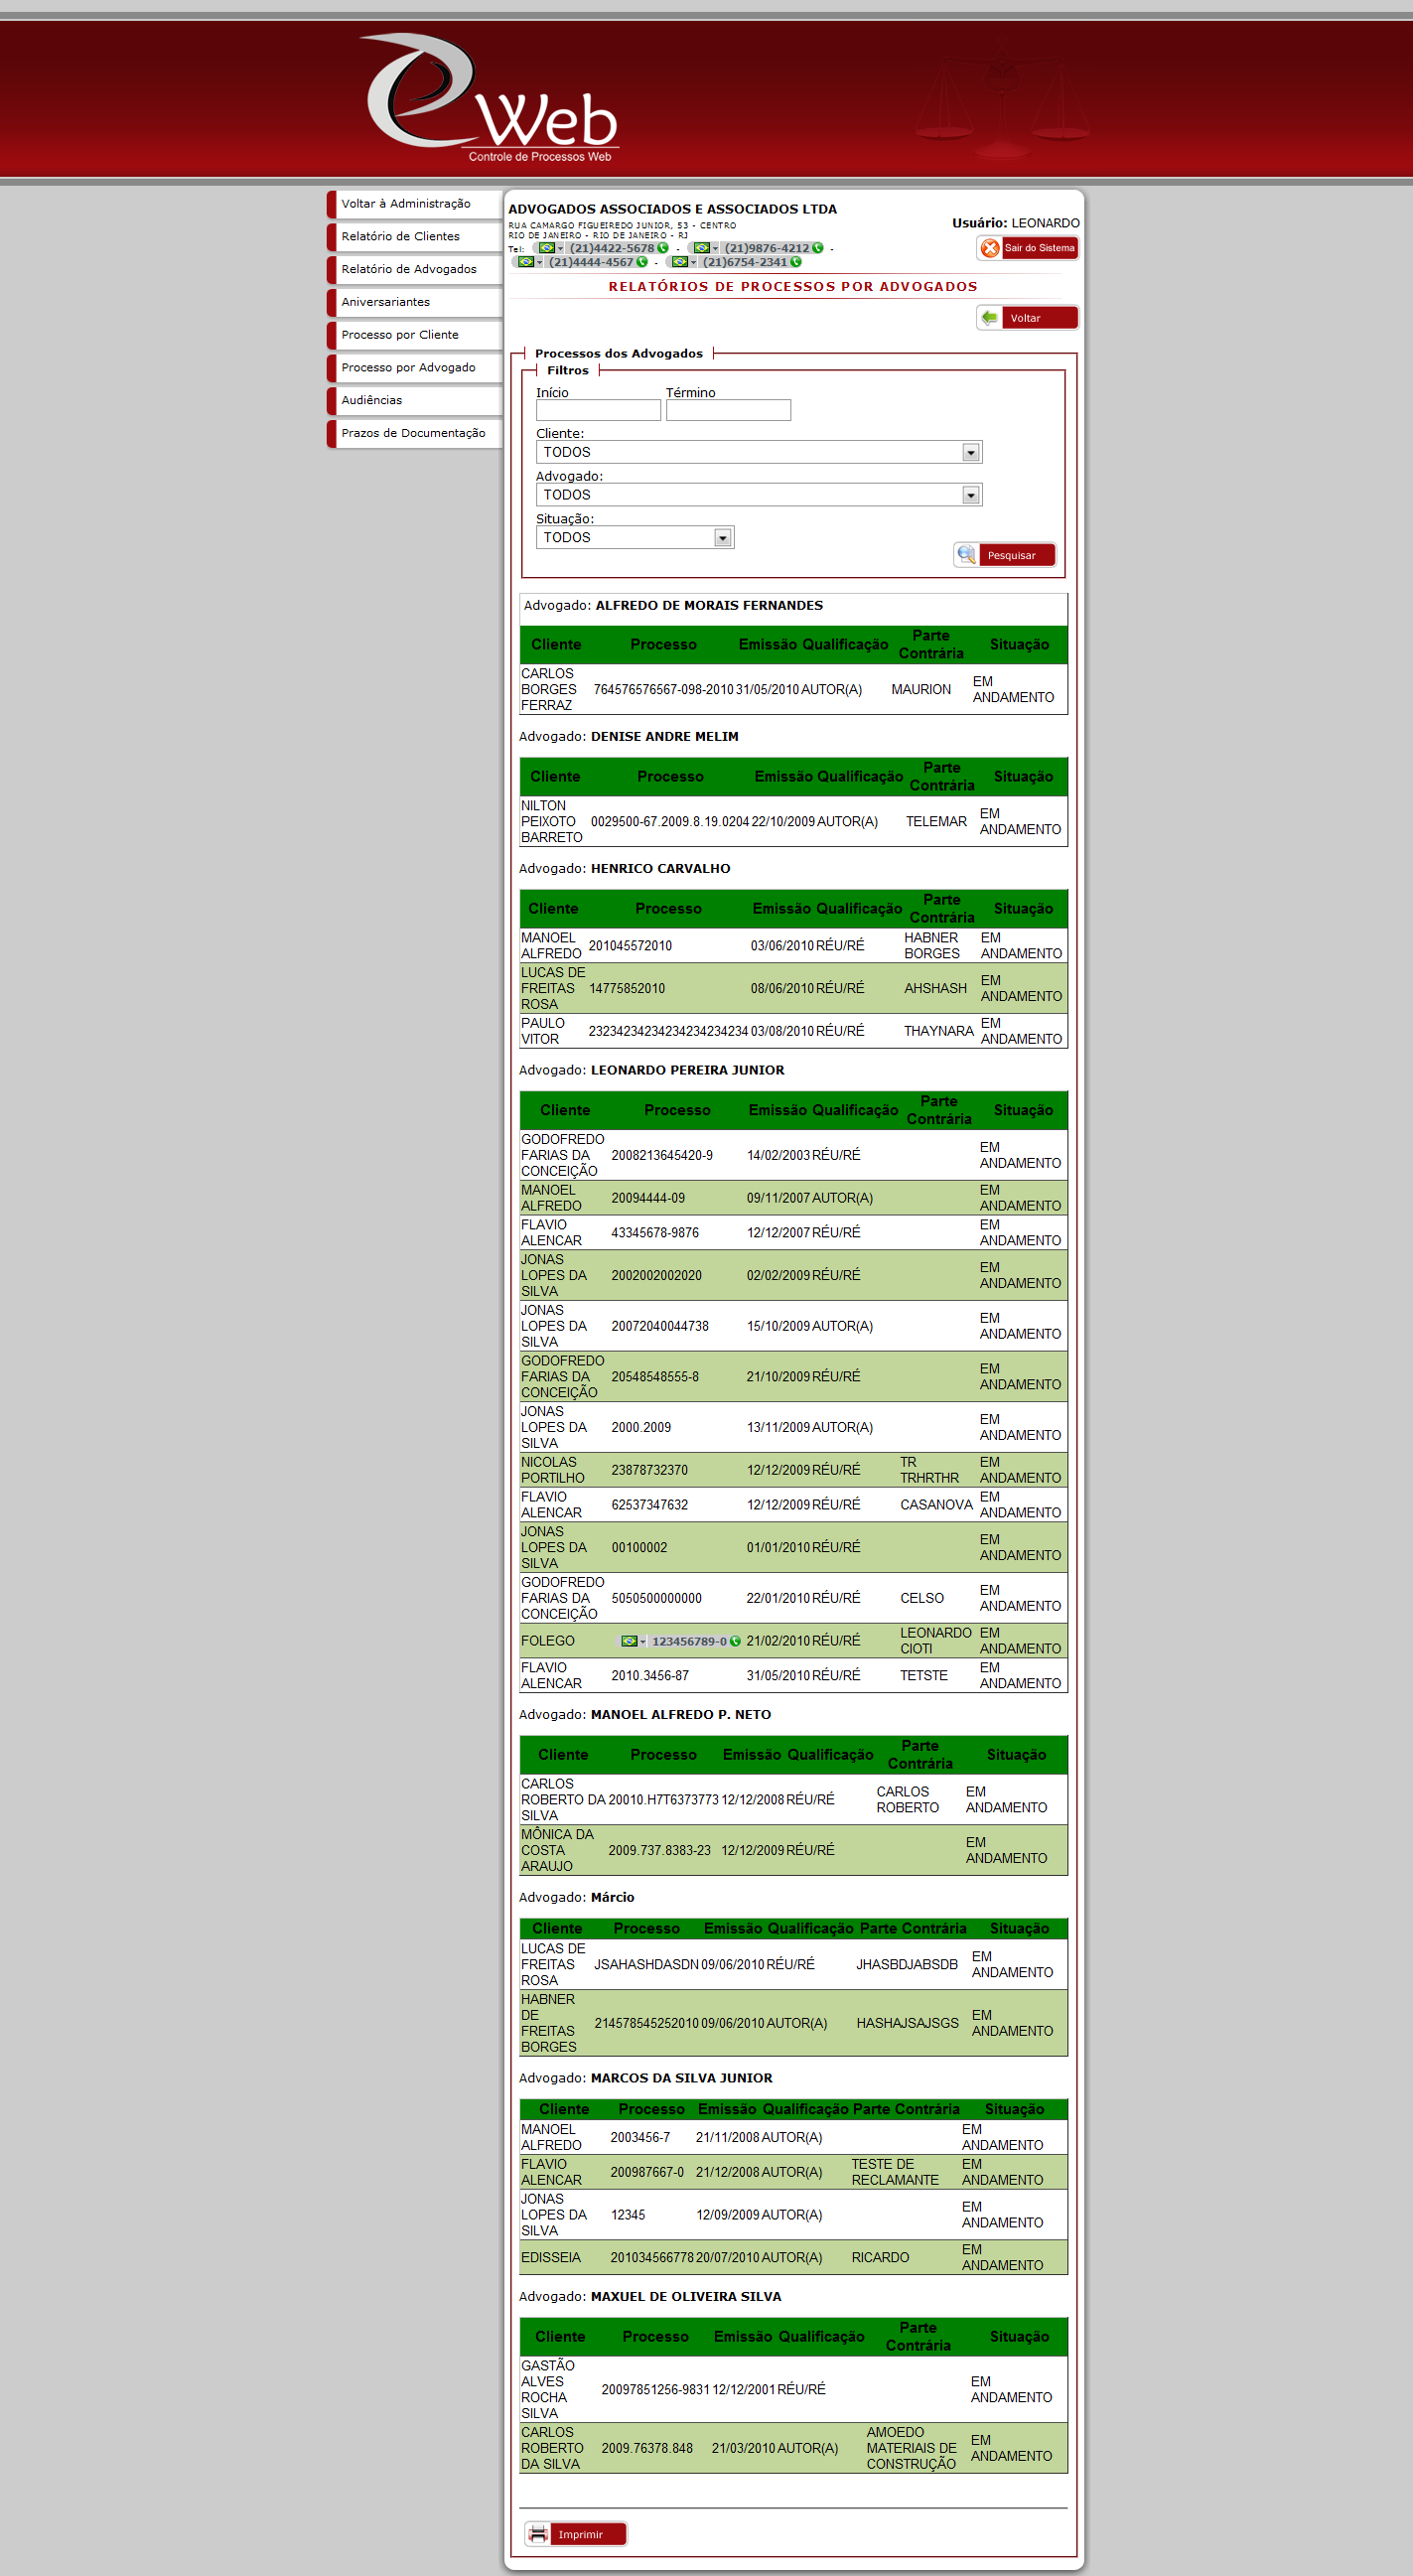 Web
Controle de Processos Web
Voltar à Administração
Relatório de Clientes
Relatório de Advogados
Aniversariantes
Processo por Cliente
Processo por Advogado
Audiências
Prazos de Documentação
ADVOGADOS ASSOCIADOS E ASSOCIADOS LTDA
RUA CAMARGO FIGUEIREDO JUNIOR, 53 - CENTRO
RIO DE JANEIRO - RIO DE JANEIRO - RJ
Tel: (21)4422-5678 - (21)9876-4212 -
(21)4444-4567 - (21)6754-2341
Usuário: LEONARDO
Sair do Sistema
RELATÓRIOS DE PROCESSOS POR ADVOGADOS
Voltar
Processos dos Advogados
Filtros
Início Término
Cliente:
TODOS
Advogado:
TODOS
Situação:
TODOS
Pesquisar
Advogado: ALFREDO DE MORAIS FERNANDES
Cliente Processo Emissão Qualificação Parte Contrária Situação
CARLOS BORGES FERRAZ 764576576567-098-2010 31/05/2010 AUTOR(A) MAURION EM ANDAMENTO
Advogado: DENISE ANDRE MELIM
Cliente Processo Emissão Qualificação Parte Contrária Situação
NILTON PEIXOTO BARRETO 0029500-67.2009.8.19.0204 22/10/2009 AUTOR(A) TELEMAR EM ANDAMENTO
Advogado: HENRICO CARVALHO
Cliente Processo Emissão Qualificação Parte Contrária Situação
MANOEL ALFREDO 201045572010 03/06/2010 RÉU/RÉ HABNER BORGES EM ANDAMENTO
LUCAS DE FREITAS ROSA 14775852010 08/06/2010 RÉU/RÉ AHSHASH EM ANDAMENTO
PAULO VITOR 23234234234234234234234 03/08/2010 RÉU/RÉ THAYNARA EM ANDAMENTO
Advogado: LEONARDO PEREIRA JUNIOR
Cliente Processo Emissão Qualificação Parte Contrária Situação
GODOFREDO FARIAS DA CONCEIÇÃO 2008213645420-9 14/02/2003 RÉU/RÉ EM ANDAMENTO
MANOEL ALFREDO 20094444-09 09/11/2007 AUTOR(A) EM ANDAMENTO
FLAVIO ALENCAR 43345678-9876 12/12/2007 RÉU/RÉ EM ANDAMENTO
JONAS LOPES DA SILVA 2002002002020 02/02/2009 RÉU/RÉ EM ANDAMENTO
JONAS LOPES DA SILVA 20072040044738 15/10/2009 AUTOR(A) EM ANDAMENTO
GODOFREDO FARIAS DA CONCEIÇÃO 20548548555-8 21/10/2009 RÉU/RÉ EM ANDAMENTO
JONAS LOPES DA SILVA 2000.2009 13/11/2009 AUTOR(A) EM ANDAMENTO
NICOLAS PORTILHO 23878732370 12/12/2009 RÉU/RÉ TR TRHRTHR EM ANDAMENTO
FLAVIO ALENCAR 62537347632 12/12/2009 RÉU/RÉ CASANOVA EM ANDAMENTO
JONAS LOPES DA SILVA 00100002 01/01/2010 RÉU/RÉ EM ANDAMENTO
GODOFREDO FARIAS DA CONCEIÇÃO 5050500000000 22/01/2010 RÉU/RÉ CELSO EM ANDAMENTO
FOLEGO 123456789-0 21/02/2010 RÉU/RÉ LEONARDO CIOTI EM ANDAMENTO
FLAVIO ALENCAR 2010.3456-87 31/05/2010 RÉU/RÉ TETSTE EM ANDAMENTO
Advogado: MANOEL ALFREDO P. NETO
Cliente Processo Emissão Qualificação Parte Contrária Situação
CARLOS ROBERTO DA SILVA 20010.H7T6373773 12/12/2008 RÉU/RÉ CARLOS ROBERTO EM ANDAMENTO
MÔNICA DA COSTA ARAUJO 2009.737.8383-23 12/12/2009 RÉU/RÉ EM ANDAMENTO
Advogado: Márcio
Cliente Processo Emissão Qualificação Parte Contrária Situação
LUCAS DE FREITAS ROSA JSAHASHDASDN 09/06/2010 RÉU/RÉ JHASBDJABSDB EM ANDAMENTO
HABNER DE FREITAS BORGES 214578545252010 09/06/2010 AUTOR(A) HASHAJSAJSGS EM ANDAMENTO
Advogado: MARCOS DA SILVA JUNIOR
Cliente Processo Emissão Qualificação Parte Contrária Situação
MANOEL ALFREDO 2003456-7 21/11/2008 AUTOR(A) EM ANDAMENTO
FLAVIO ALENCAR 200987667-0 21/12/2008 AUTOR(A) TESTE DE RECLAMANTE EM ANDAMENTO
JONAS LOPES DA SILVA 12345 12/09/2009 AUTOR(A) EM ANDAMENTO
EDISSEIA 201034566778 20/07/2010 AUTOR(A) RICARDO EM ANDAMENTO
Advogado: MAXUEL DE OLIVEIRA SILVA
Cliente Processo Emissão Qualificação Parte Contrária Situação
GASTÃO ALVES ROCHA SILVA 20097851256-9831 12/12/2001 RÉU/RÉ EM ANDAMENTO
CARLOS ROBERTO DA SILVA 2009.76378.848 21/03/2010 AUTOR(A) AMOEDO MATERIAIS DE CONSTRUÇÃO EM ANDAMENTO
Imprimir